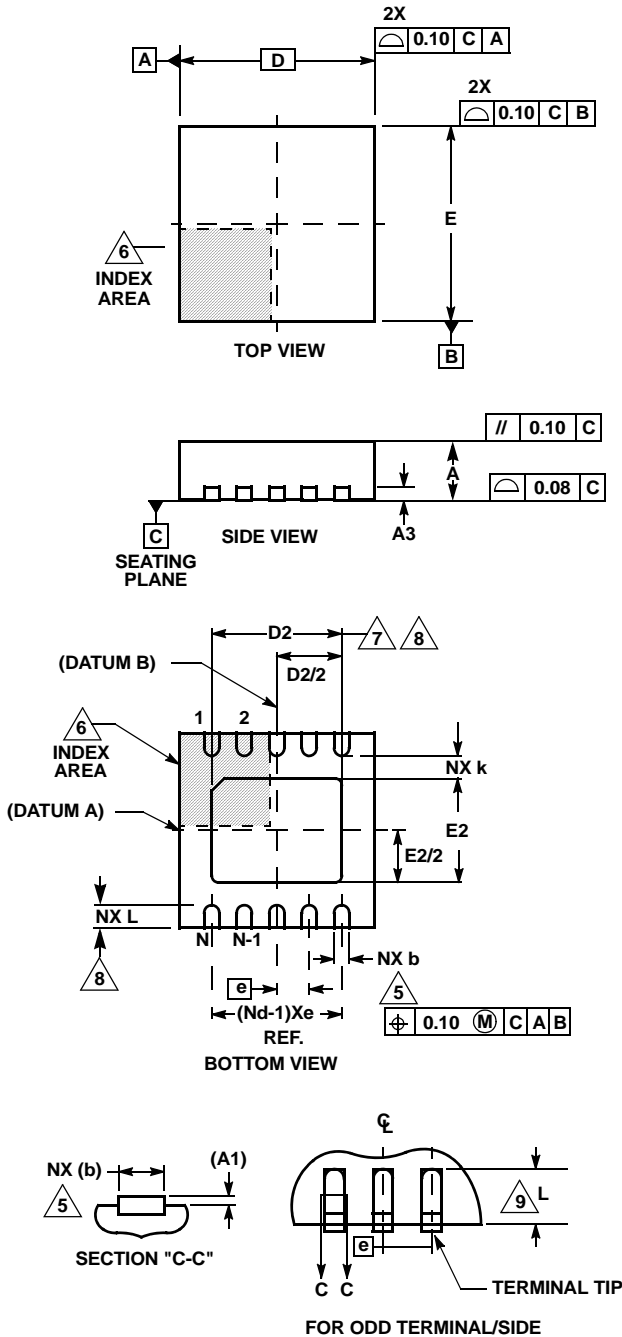 2X
⌓ 0.10 C A
A
D
2X
⌓ 0.10 C B
E
6
INDEX
AREA
TOP VIEW
B
// 0.10 C
A
⌓ 0.08 C
C
SIDE VIEW
A3
SEATING
PLANE
D2
7 8
(DATUM B)
D2/2
6
INDEX
AREA
1 2
NX k
(DATUM A)
E2
E2/2
NX L
8
N N-1
NX b
e
5
(Nd-1)Xe
REF.
⌖ 0.10 Ⓜ C A B
BOTTOM VIEW
NX (b)
(A1)
5
SECTION "C-C"
C̲L
9 L
e
C C
TERMINAL TIP
FOR ODD TERMINAL/SIDE